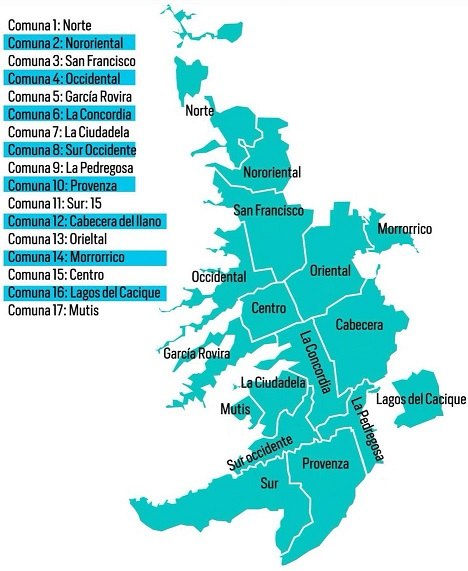 Comuna 1: Norte
Comuna 2: Nororiental
Comuna 3: San Francisco
Comuna 4: Occidental
Comuna 5: García Rovira
Comuna 6: La Concordia
Comuna 7: La Ciudadela
Comuna 8: Sur Occidente
Comuna 9: La Pedregosa
Comuna 10: Provenza
Comuna 11: Sur: 15
Comuna 12: Cabecera del llano
Comuna 13: Orieltal
Comuna 14: Morrorrico
Comuna 15: Centro
Comuna 16: Lagos del Cacique
Comuna 17: Mutis
Norte
Nororiental
San Francisco
Morrorrico
Occidental
Oriental
Centro
Cabecera
García Rovira
La Concordia
La Ciudadela
Mutis
Lagos del Cacique
La Pedregosa
Sur occidente
Provenza
Sur